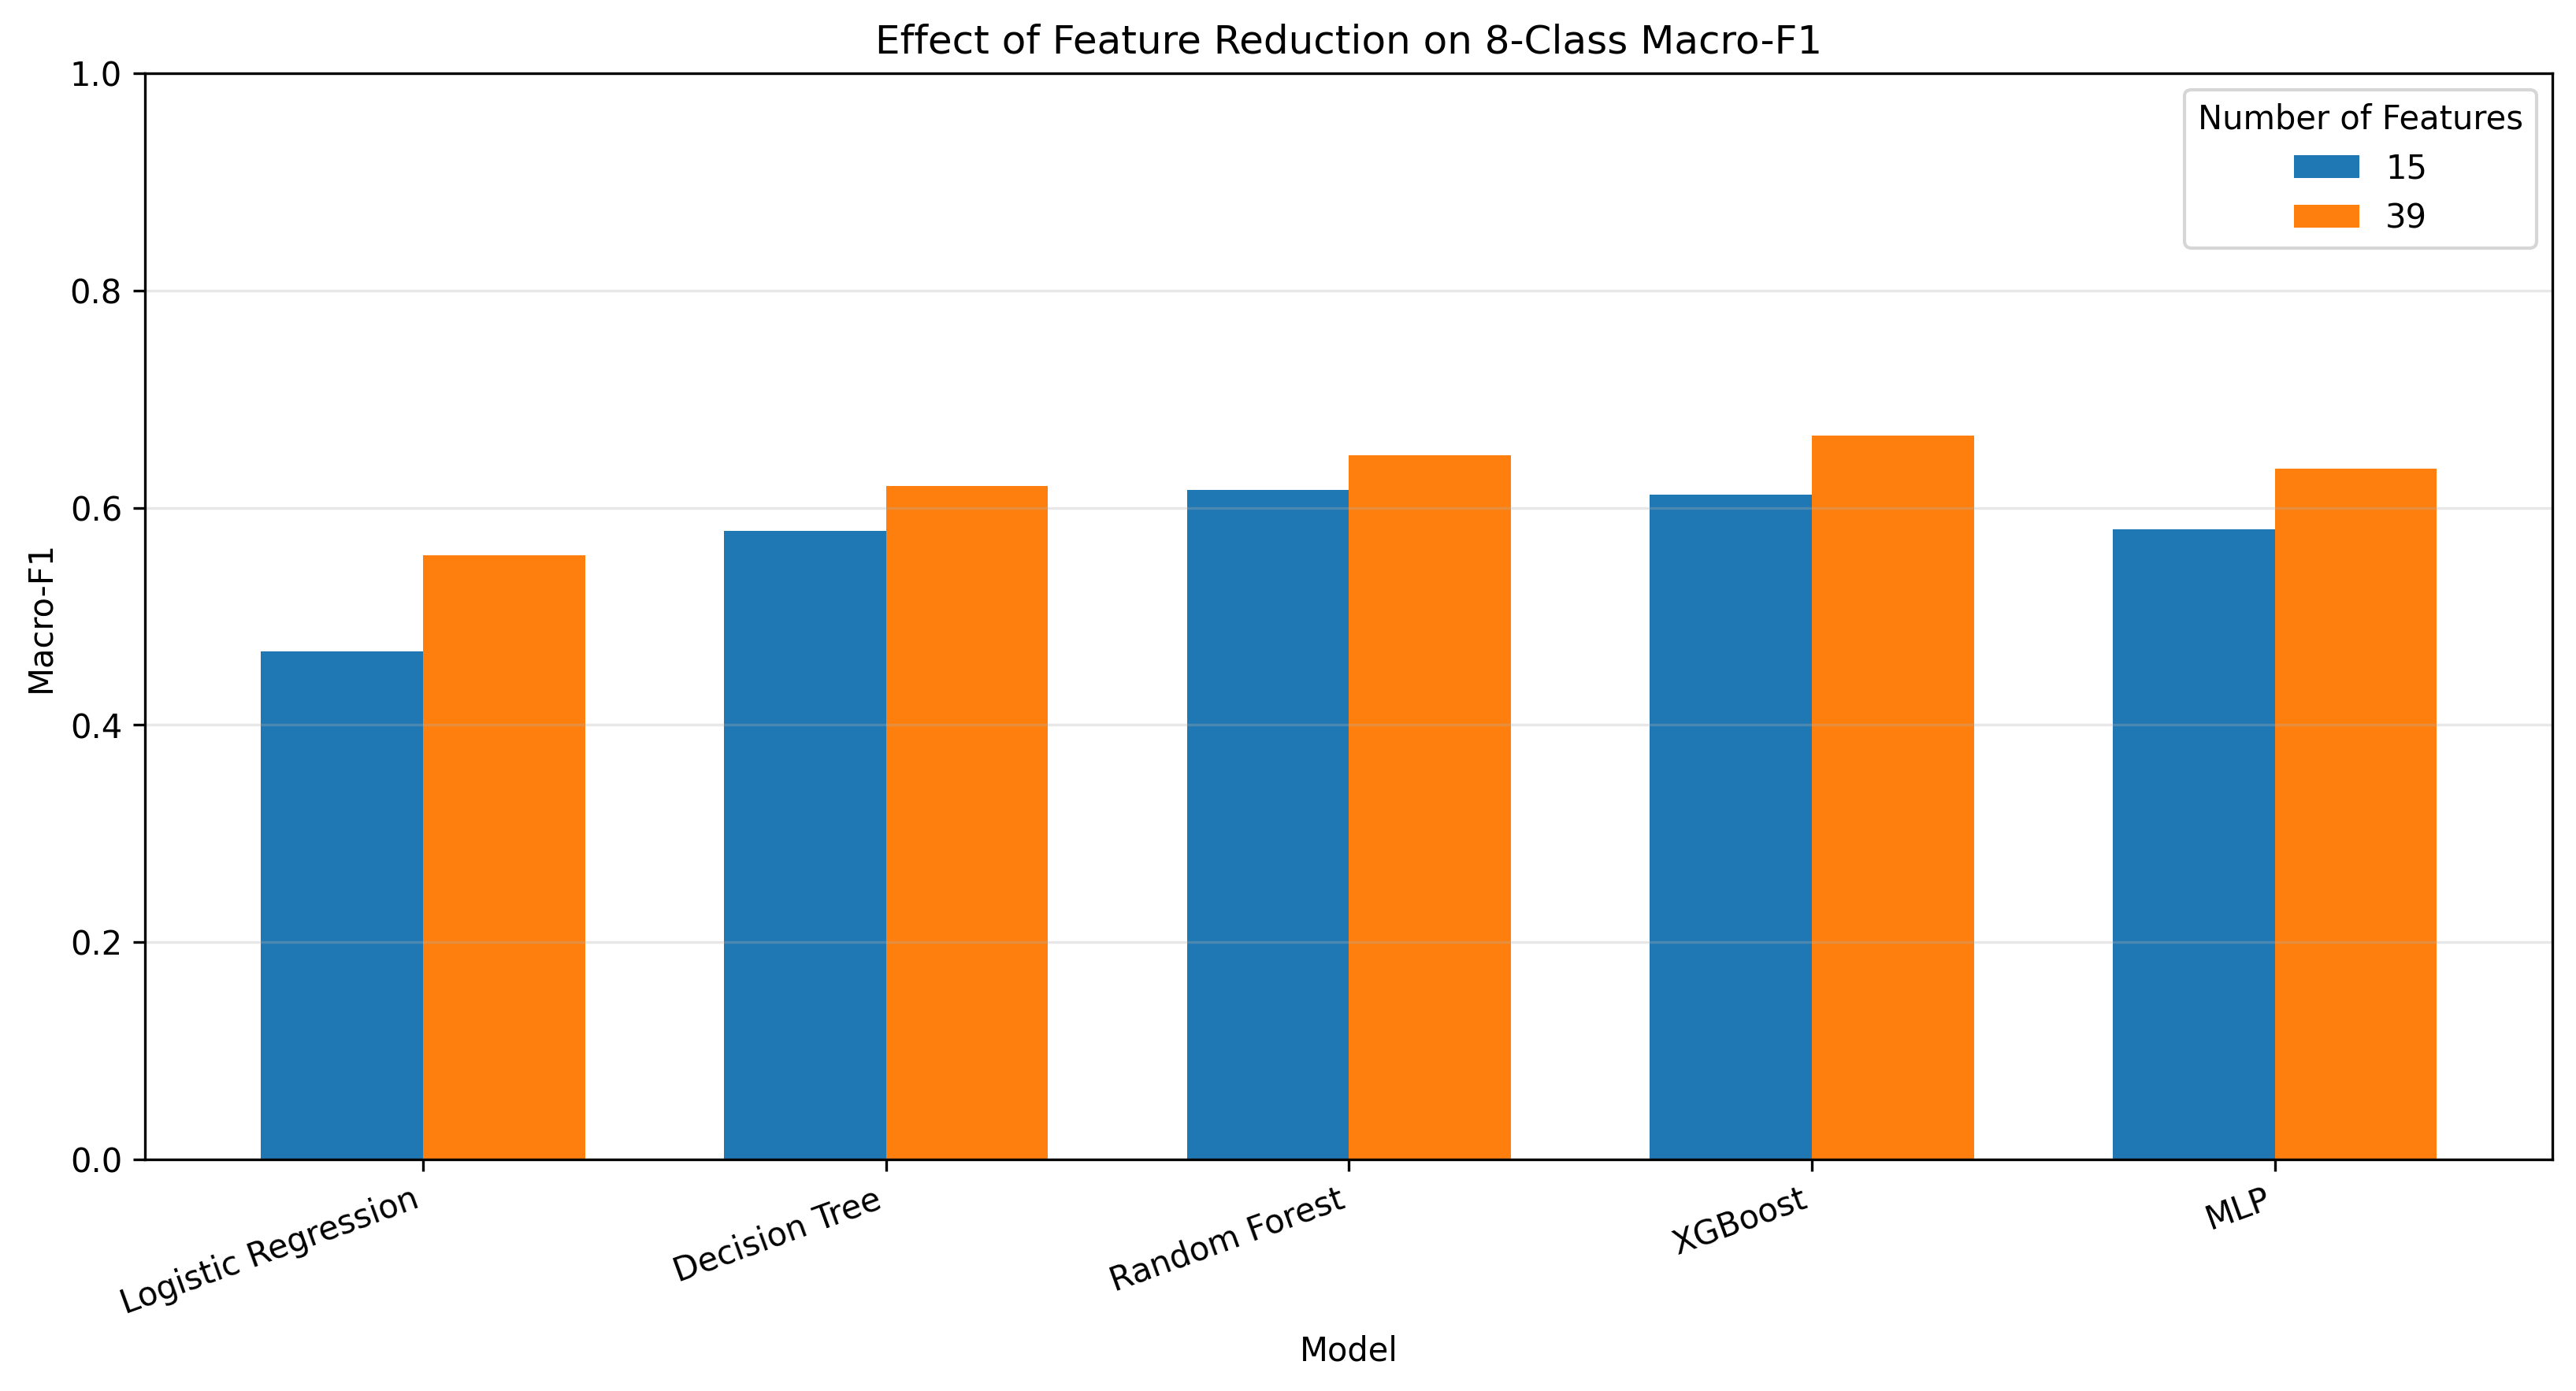 Effect of Feature Reduction on 8-Class Macro-F1
Number of Features
15
39
1.0
0.8
0.6
0.4
0.2
0.0
Macro-F1
Logistic Regression
Decision Tree
Random Forest
XGBoost
MLP
Model